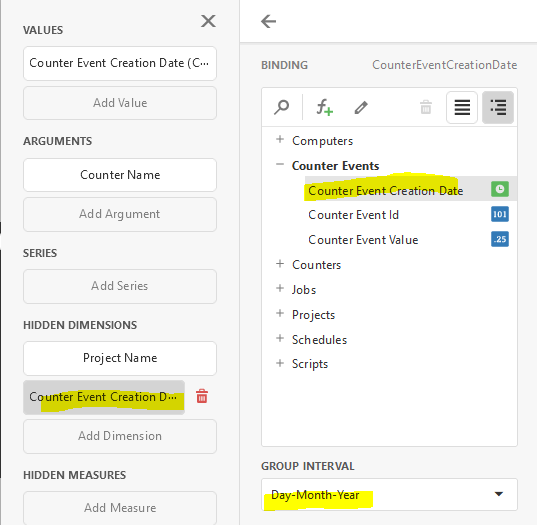 VALUES
Counter Event Creation Date (C···
Add Value
ARGUMENTS
Counter Name
Add Argument
SERIES
Add Series
HIDDEN DIMENSIONS
Project Name
Counter Event Creation D···
Add Dimension
HIDDEN MEASURES
Add Measure
BINDING CounterEventCreationDate
Computers
Counter Events
Counter Event Creation Date
Counter Event Id 101
Counter Event Value .25
Counters
Jobs
Projects
Schedules
Scripts
GROUP INTERVAL
Day-Month-Year